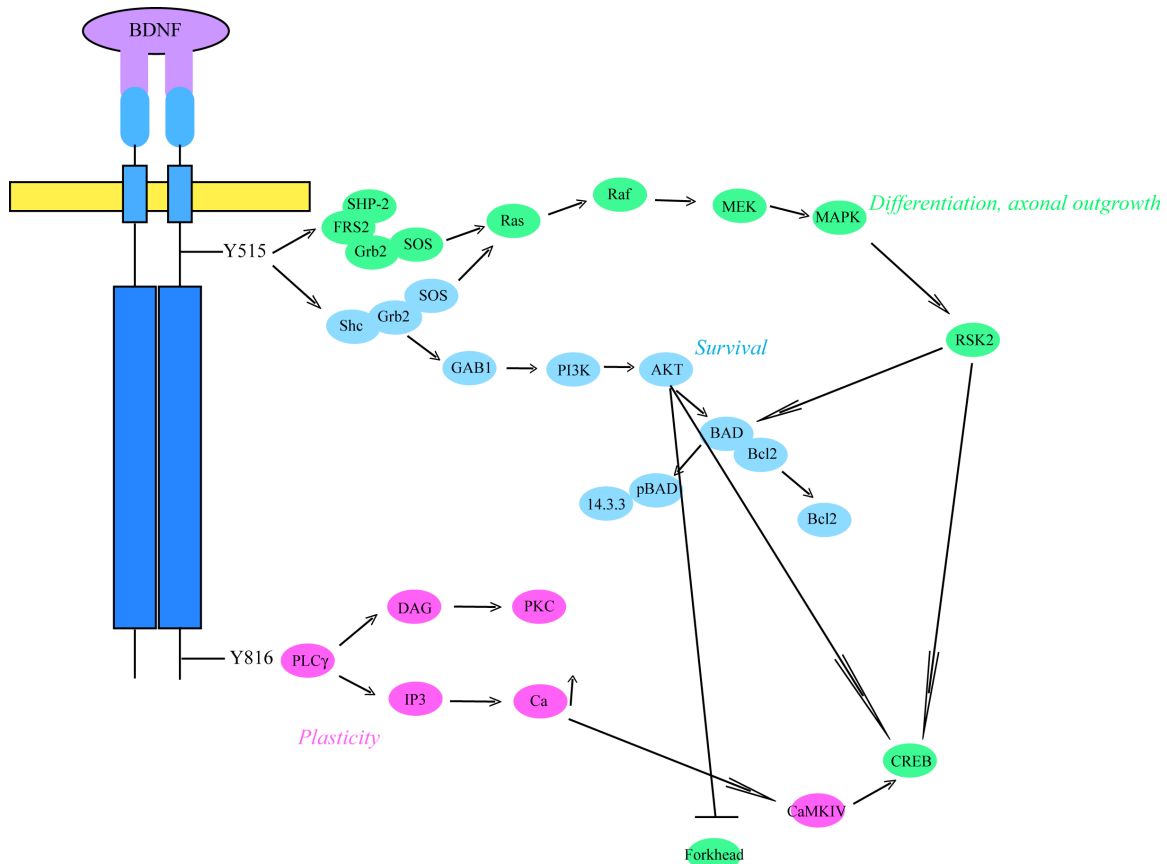 BDNF
SHP-2
FRS2
Grb2
SOS
Ras
Raf
MEK
MAPK
Differentiation, axonal outgrowth
Y515
Shc
Grb2
SOS
GAB1
PI3K
AKT
Survival
RSK2
BAD
Bcl2
pBAD
14.3.3
Bcl2
DAG
PKC
Y816
PLCγ
IP3
Ca
Plasticity
CREB
CaMKIV
Forkhead